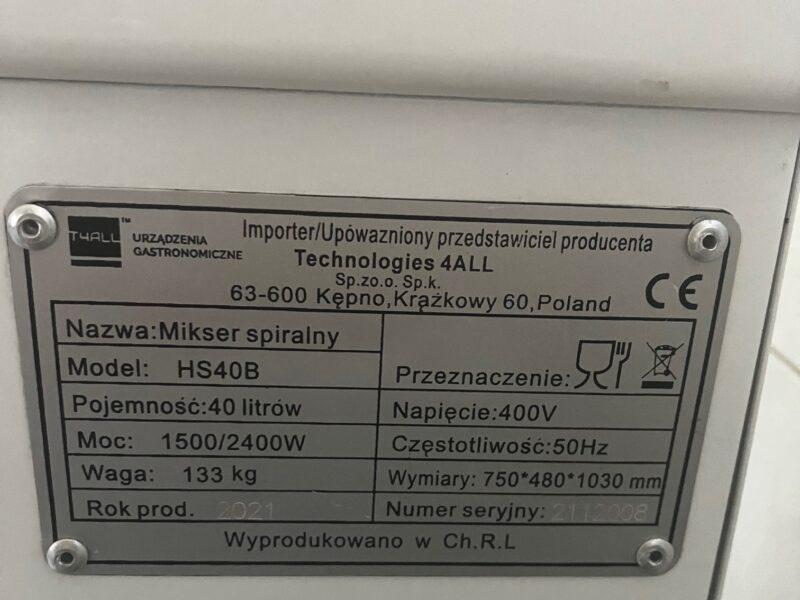 T4ALL™
URZĄDZENIA
GASTRONOMICZNE
Importer/Upówazniony przedstawiciel producenta
Technologies 4ALL
Sp.zo.o. Sp.k.
63-600 Kępno,Krążkowy 60,Poland
CE
Nazwa:Mikser spiralny
Model: HS40B
Przeznaczenie:
Pojemność:40 litrów
Napięcie:400V
Moc: 1500/2400W
Częstotliwość:50Hz
Waga: 133 kg
Wymiary: 750*480*1030 mm
Rok prod. 2021
Numer seryjny: 2112008
Wyprodukowano w Ch.R.L